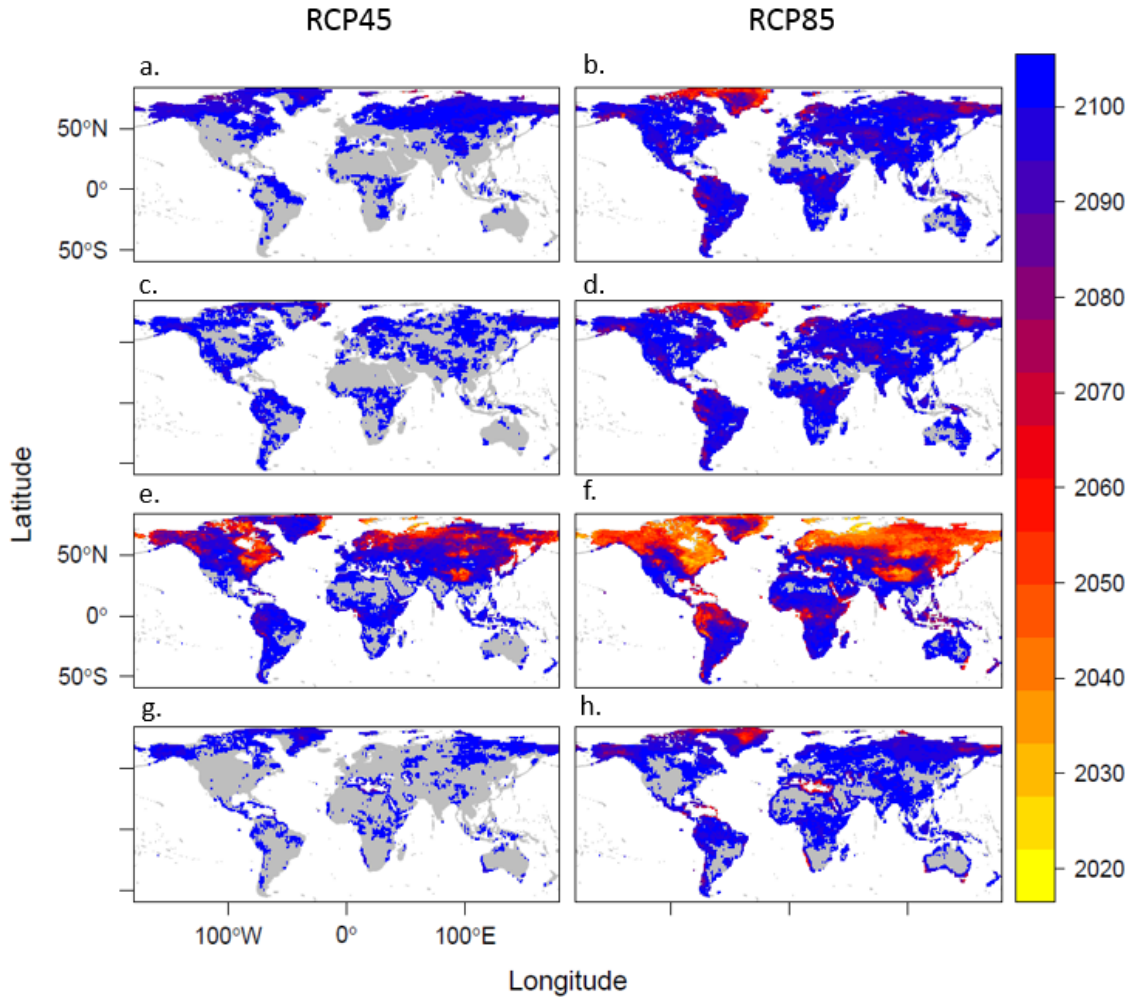 RCP45 RCP85
a. b.
50°N
0°
50°S
c. d.
e. f.
50°N
0°
50°S
g. h.
100°W 0° 100°E
Longitude
Latitude
2100
2090
2080
2070
2060
2050
2040
2030
2020